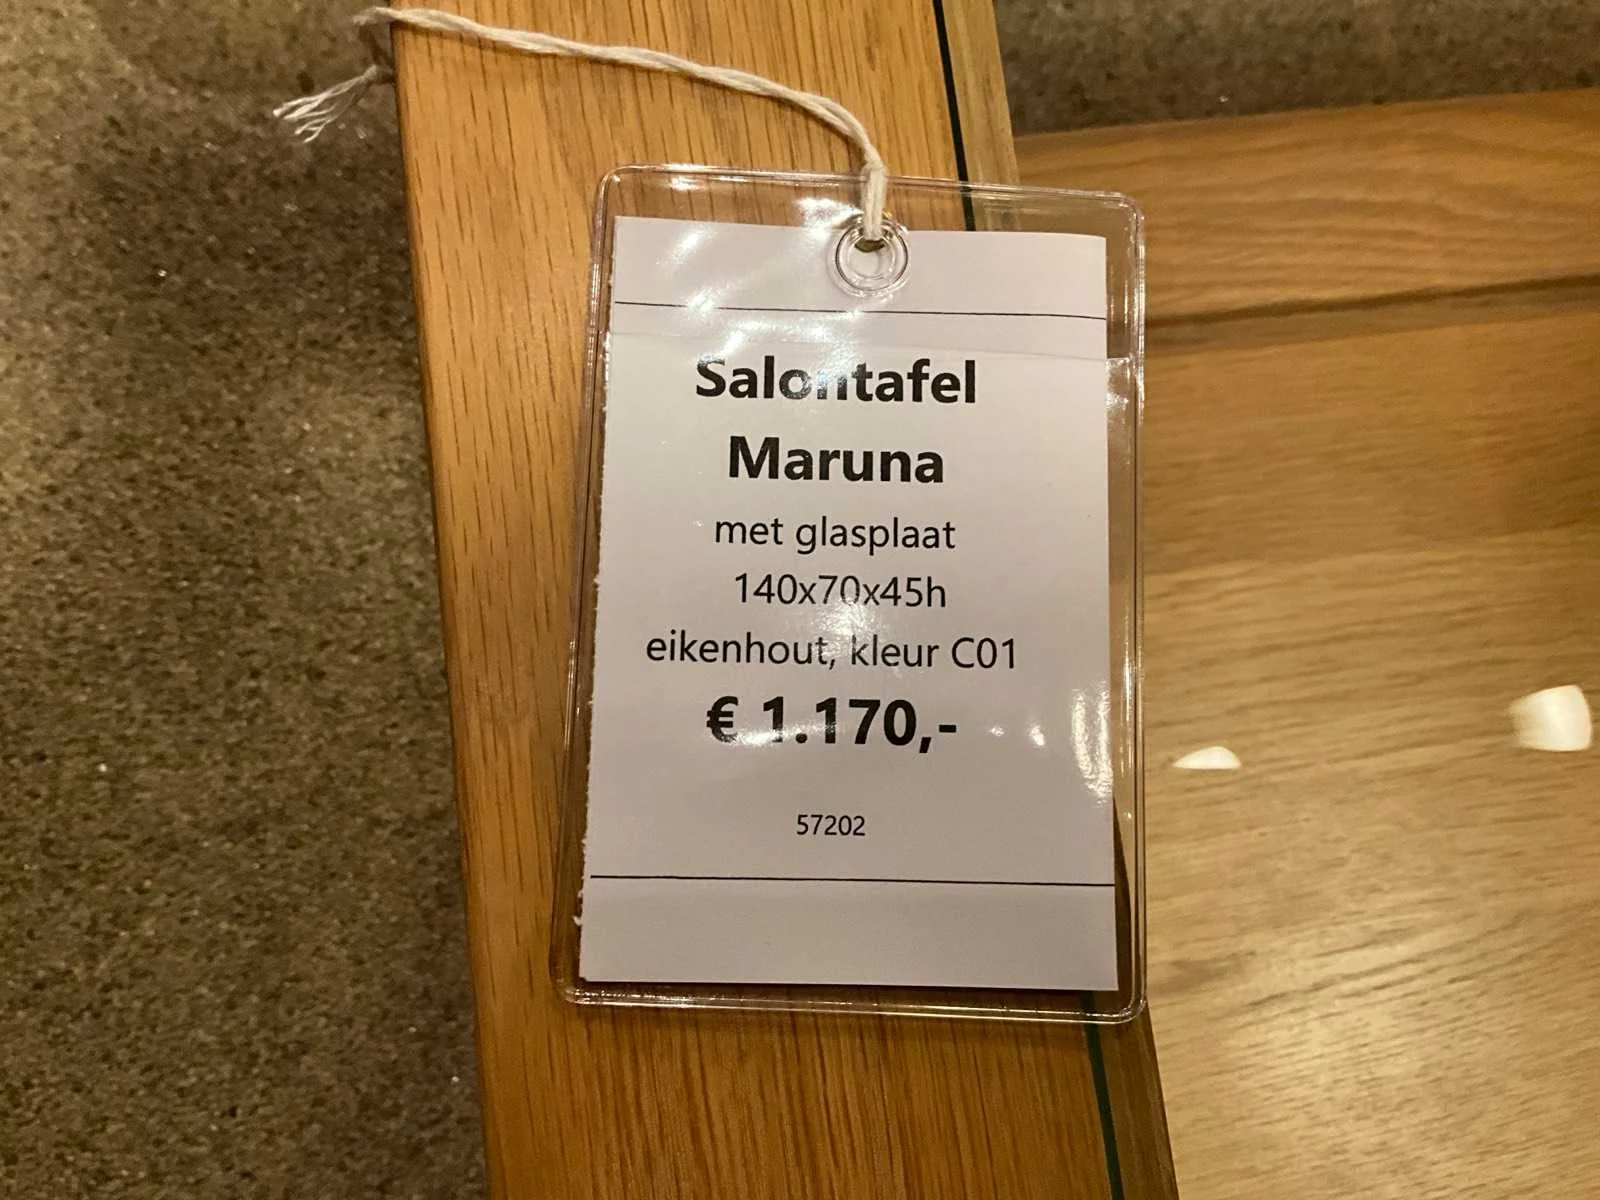 Salontafel
Maruna
met glasplaat
140x70x45h
eikenhout, kleur C01
€ 1.170,-
57202